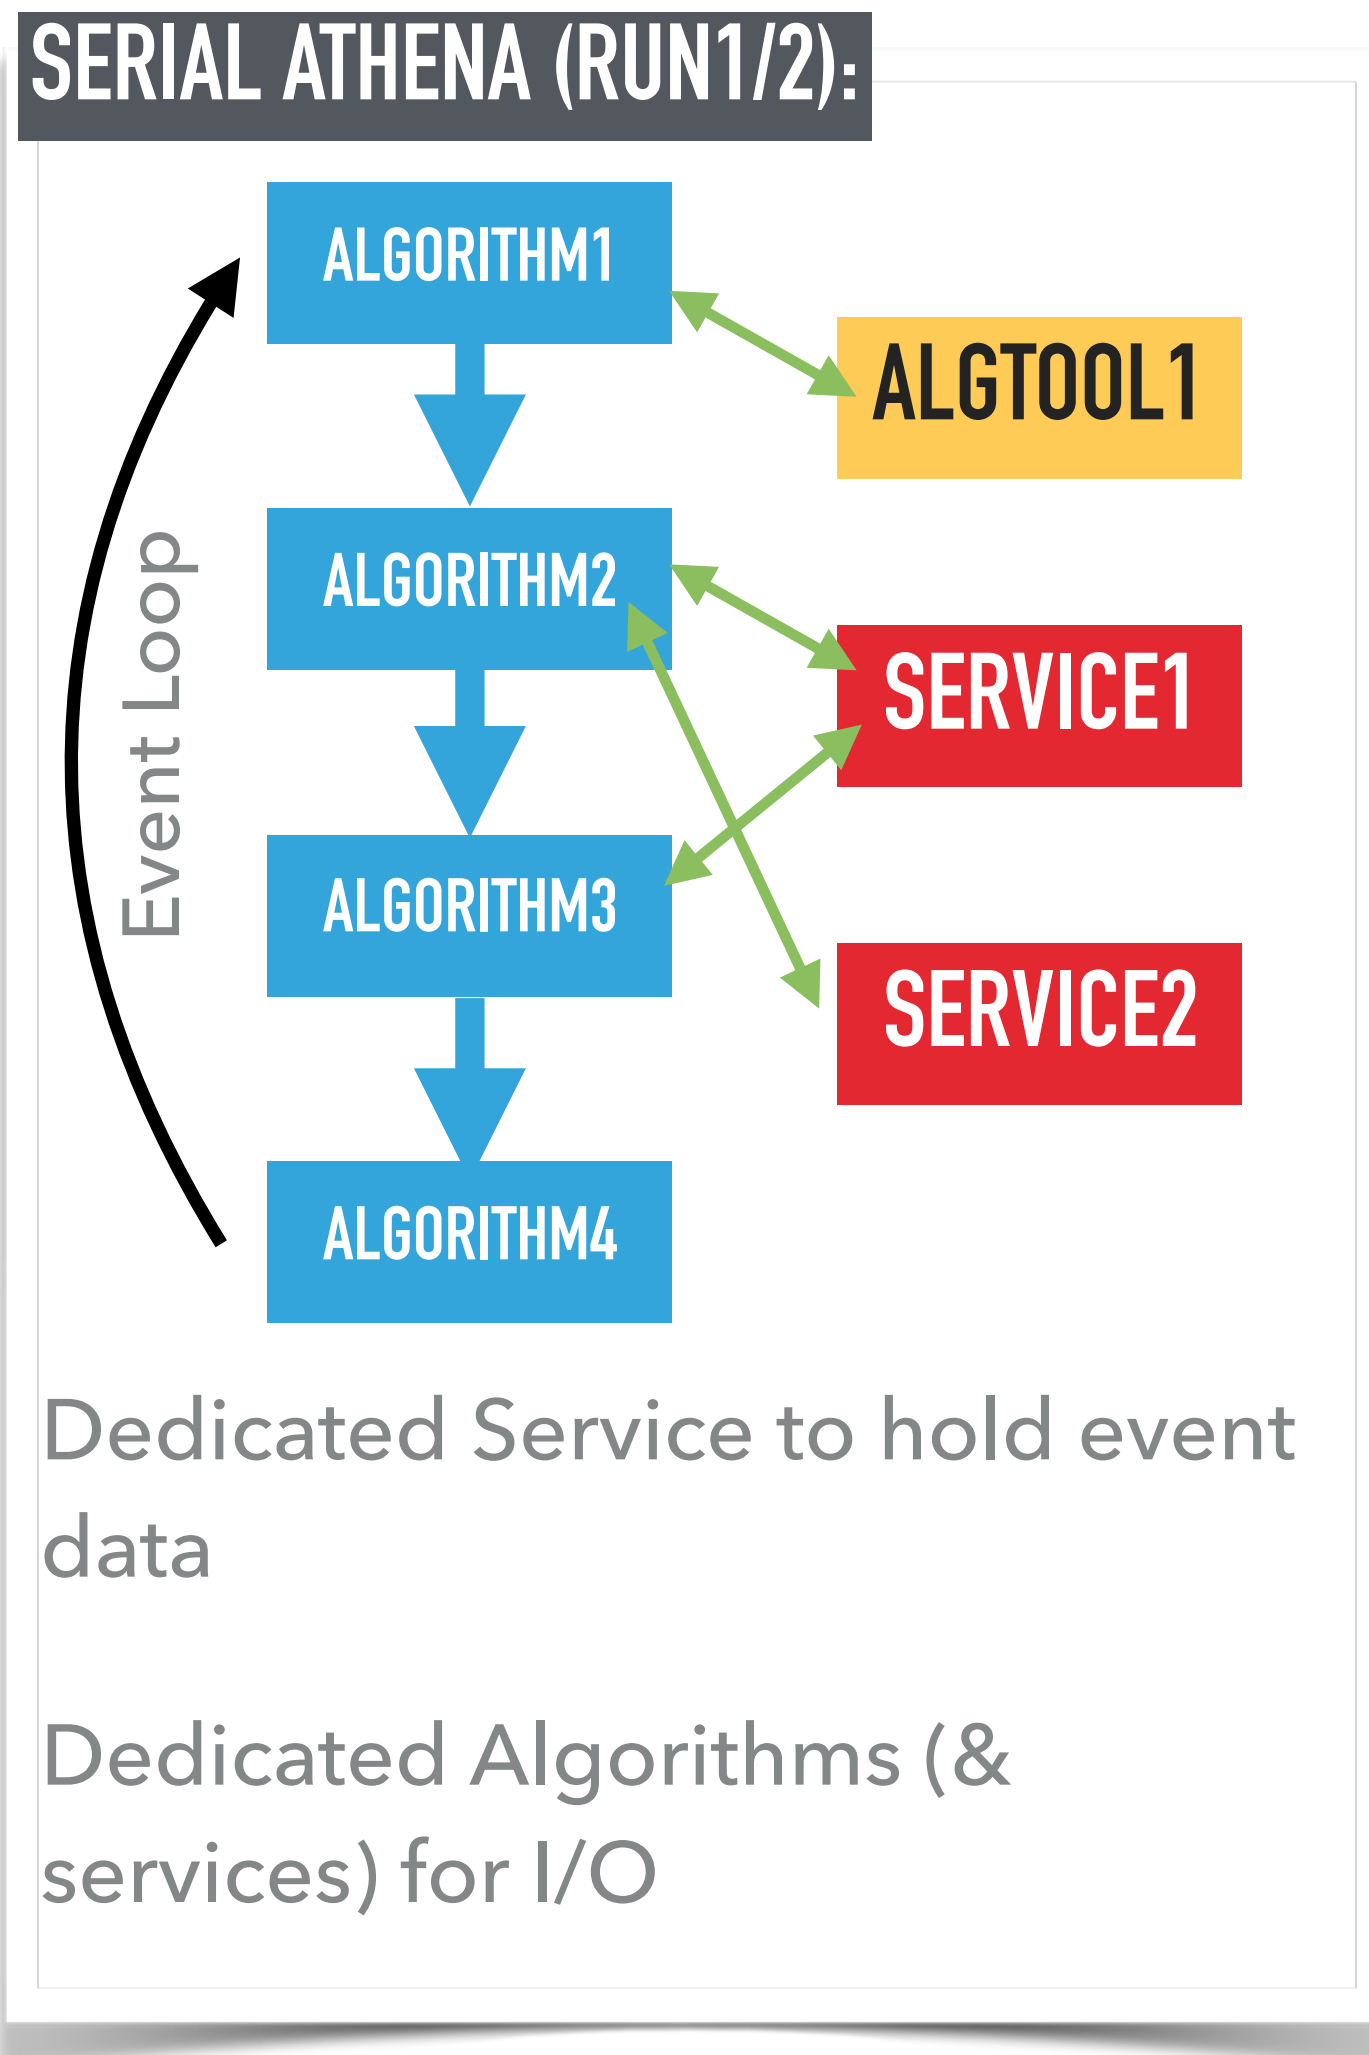 SERIAL ATHENA (RUN1/2):
ALGORITHM1
ALGTOOL1
Event Loop
ALGORITHM2
SERVICE1
ALGORITHM3
SERVICE2
ALGORITHM4
Dedicated Service to hold event
data
Dedicated Algorithms (&
services) for I/O